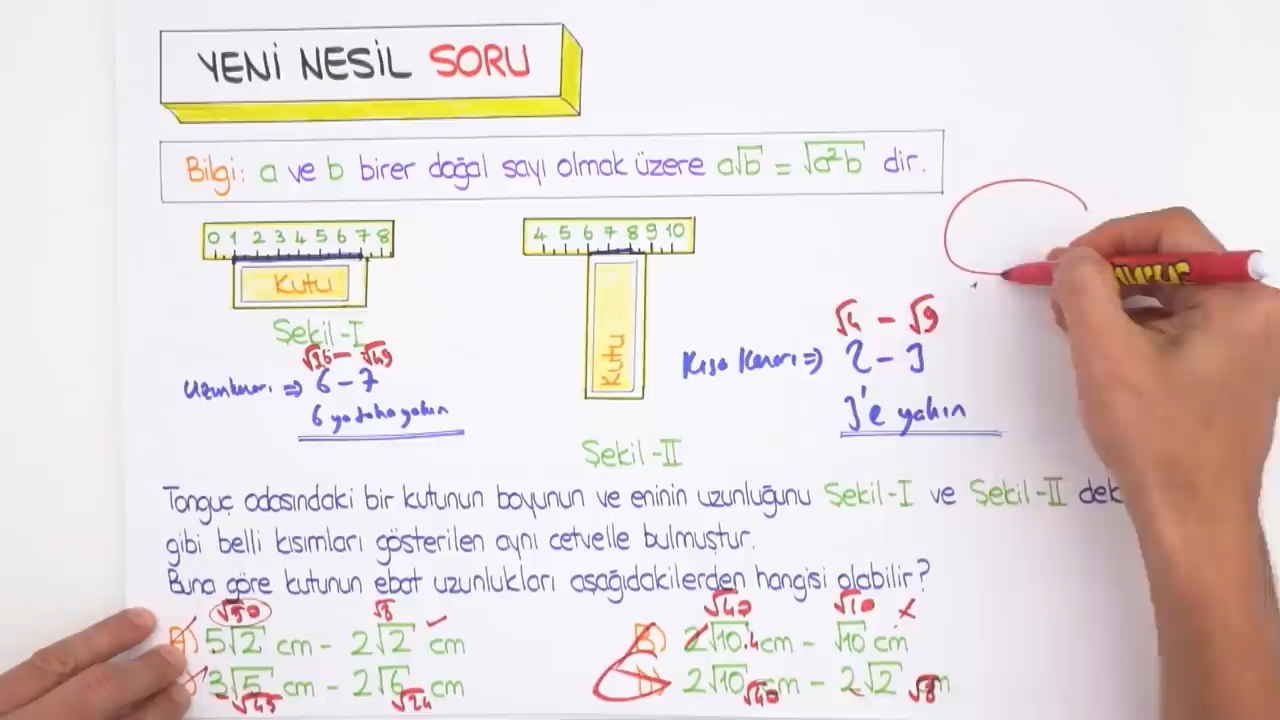 YENİ NESİL SORU
Bilgi: a ve b birer doğal sayı olmak üzere a√b = √a²b dir.
0 1 2 3 4 5 6 7 8
4 5 6 7 8 9 10
Kutu
Kutu
Şekil-I
√36 - √49
Uzun kenarı ⇒ 6 - 7
6 ya daha yakın
√4 - √9
Kısa Kenarı ⇒ 2 - 3
3'e yakın
Şekil-II
Tonguç odasındaki bir kutunun boyunun ve eninin uzunluğunu Şekil-I ve Şekil-II dek
gibi belli kısımları gösterilen aynı cetvelle bulmuştur.
Buna göre kutunun ebat uzunlukları aşağıdakilerden hangisi olabilir?
√50 √8
A) 5√2 cm - 2√2 cm
√40 √10
B) 2√10 cm - √10 cm
3√5 cm - 2√6 cm
√45 √24
D) 2√10 cm - 2√2 cm
√40 √8